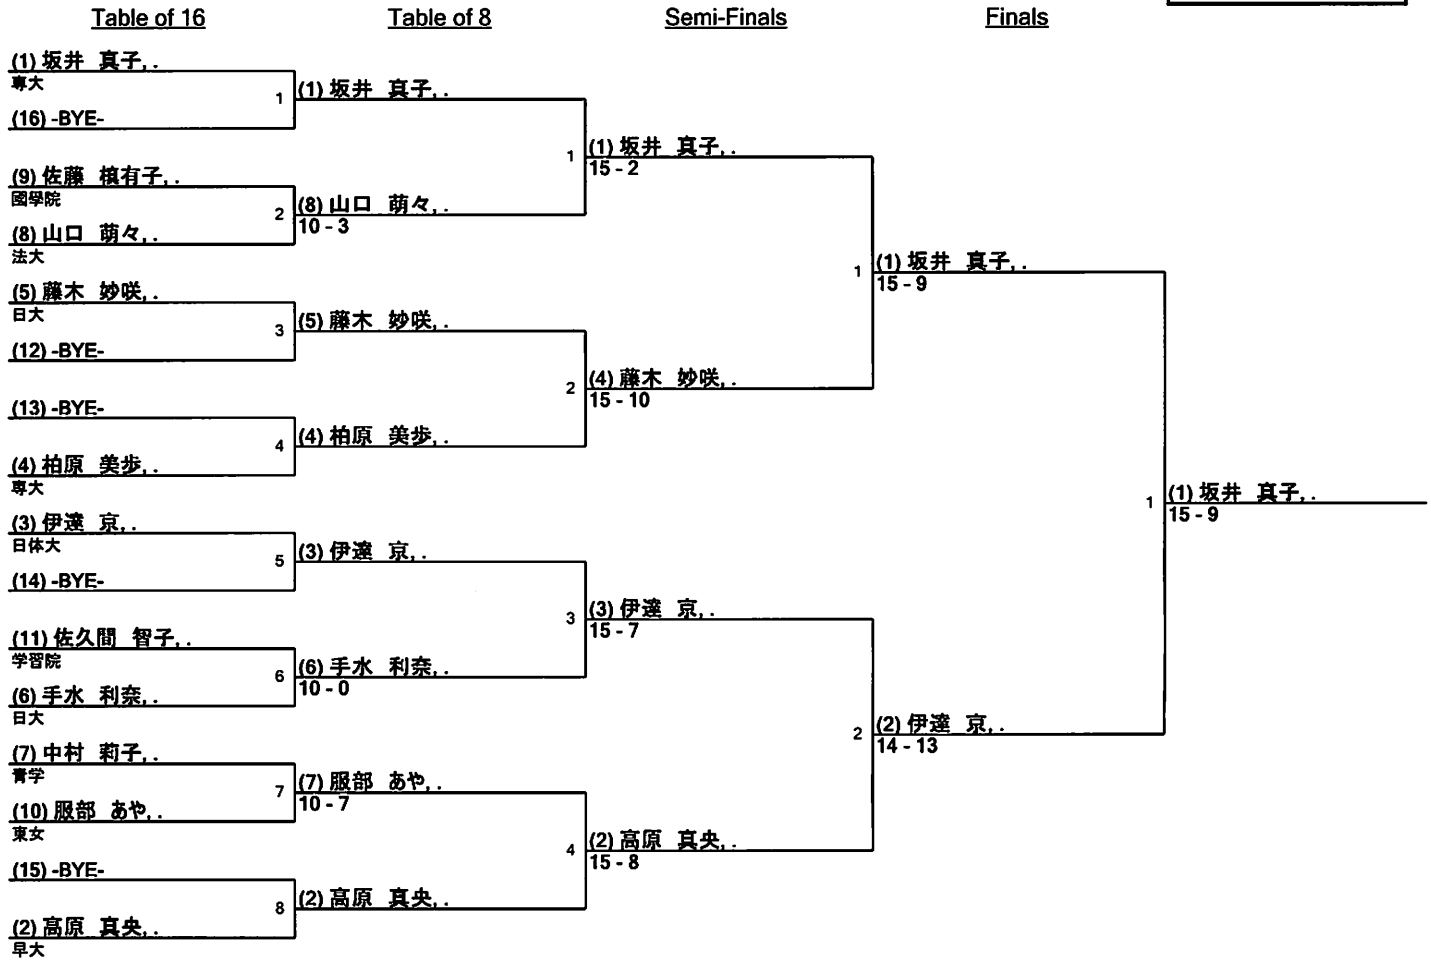 Table of 16 Table of 8 Semi-Finals Finals
(1) 坂井 真子, .
専大
1
(16) -BYE-
(1) 坂井 真子, .
(9) 佐藤 槙有子, .
國學院
2
(8) 山口 萌々, .
法大
(8) 山口 萌々, .
10 - 3
1
(1) 坂井 真子, .
15 - 2
(5) 藤木 妙咲, .
日大
3
(12) -BYE-
(5) 藤木 妙咲, .
(13) -BYE-
4
(4) 柏原 美歩, .
専大
(4) 柏原 美歩, .
2
(4) 藤木 妙咲, .
15 - 10
1
(1) 坂井 真子, .
15 - 9
(3) 伊達 京, .
日体大
5
(14) -BYE-
(3) 伊達 京, .
(11) 佐久間 智子, .
学習院
6
(6) 手水 利奈, .
日大
(6) 手水 利奈, .
10 - 0
3
(3) 伊達 京, .
15 - 7
(7) 中村 莉子, .
青学
7
(10) 服部 あや, .
東女
(7) 服部 あや, .
10 - 7
(15) -BYE-
8
(2) 高原 真央, .
早大
(2) 高原 真央, .
4
(2) 高原 真央, .
15 - 8
2
(2) 伊達 京, .
14 - 13
1
(1) 坂井 真子, .
15 - 9